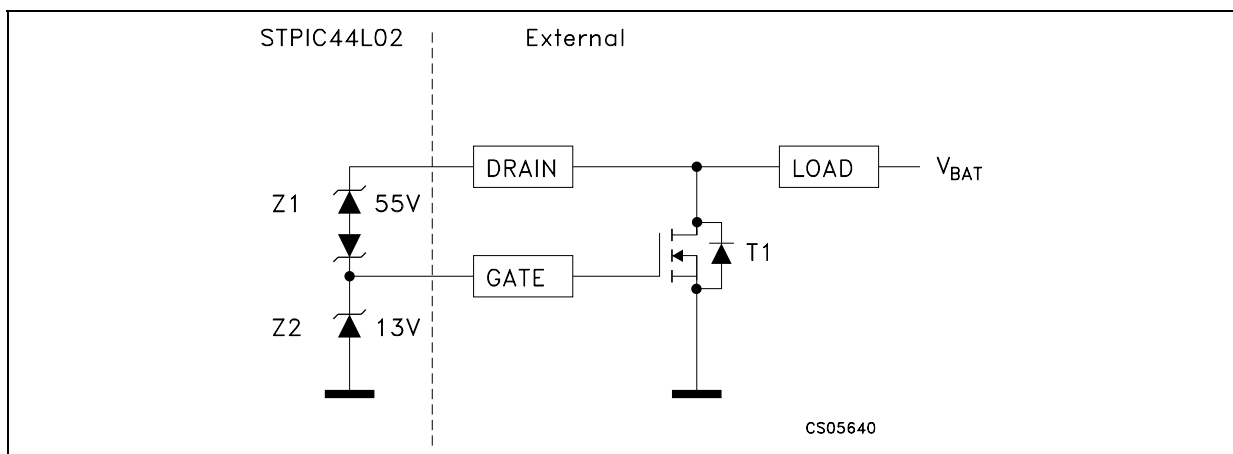 STPIC44L02 External
DRAIN LOAD V_BAT
Z1 55V
T1
GATE
Z2 13V
CS05640